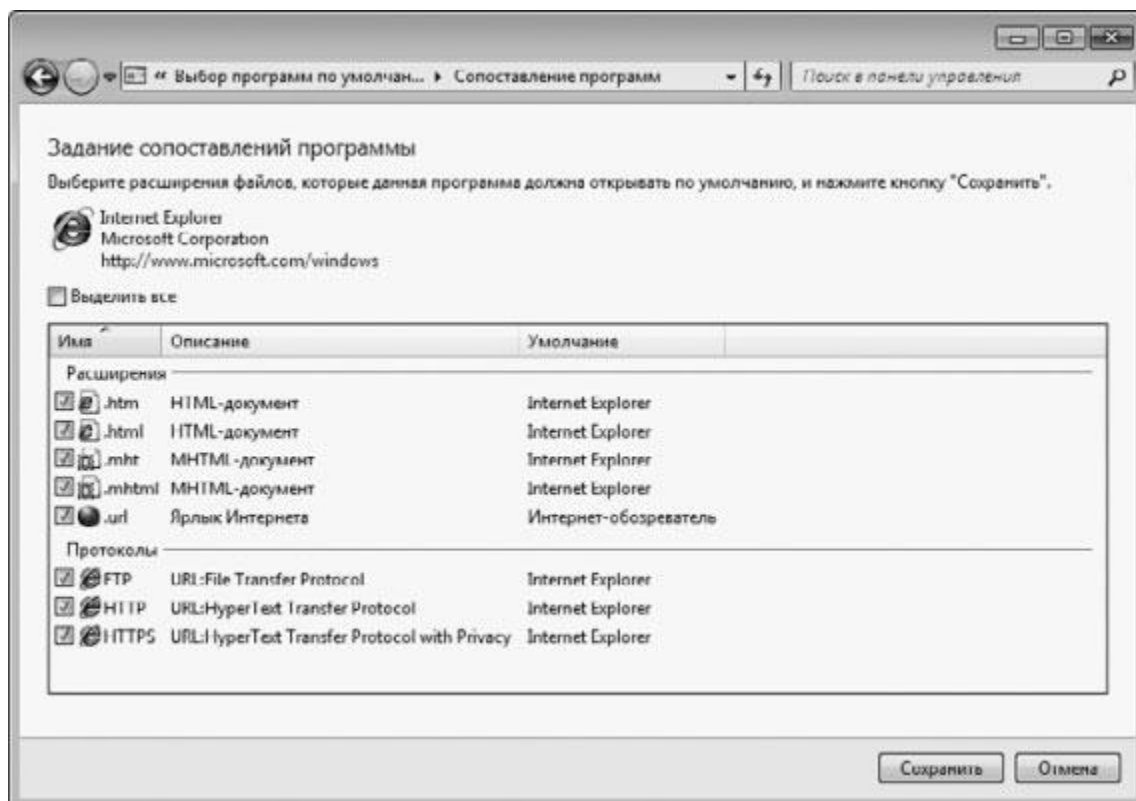 « Выбор программ по умолчан... ▸ Сопоставление программ
Поиск в панели управления
Задание сопоставлений программы
Выберите расширения файлов, которые данная программа должна открывать по умолчанию, и нажмите кнопку "Сохранить".
Internet Explorer
Microsoft Corporation
http://www.microsoft.com/windows
Выделить все
Имя Описание Умолчание
Расширения
.htm HTML-документ Internet Explorer
.html HTML-документ Internet Explorer
.mht MHTML-документ Internet Explorer
.mhtml MHTML-документ Internet Explorer
.url Ярлык Интернета Интернет-обозреватель
Протоколы
FTP URL:File Transfer Protocol Internet Explorer
HTTP URL:HyperText Transfer Protocol Internet Explorer
HTTPS URL:HyperText Transfer Protocol with Privacy Internet Explorer
Сохранить Отмена